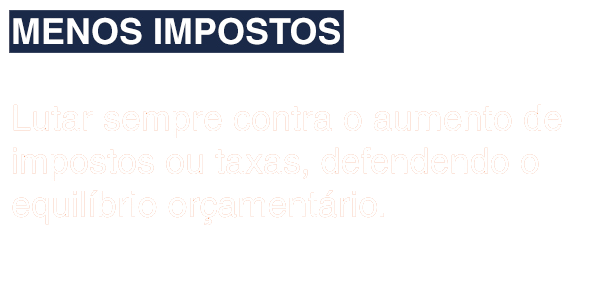 MENOS IMPOSTOS
Lutar sempre contra o aumento de
impostos ou taxas, defendendo o
equilíbrio orçamentário.